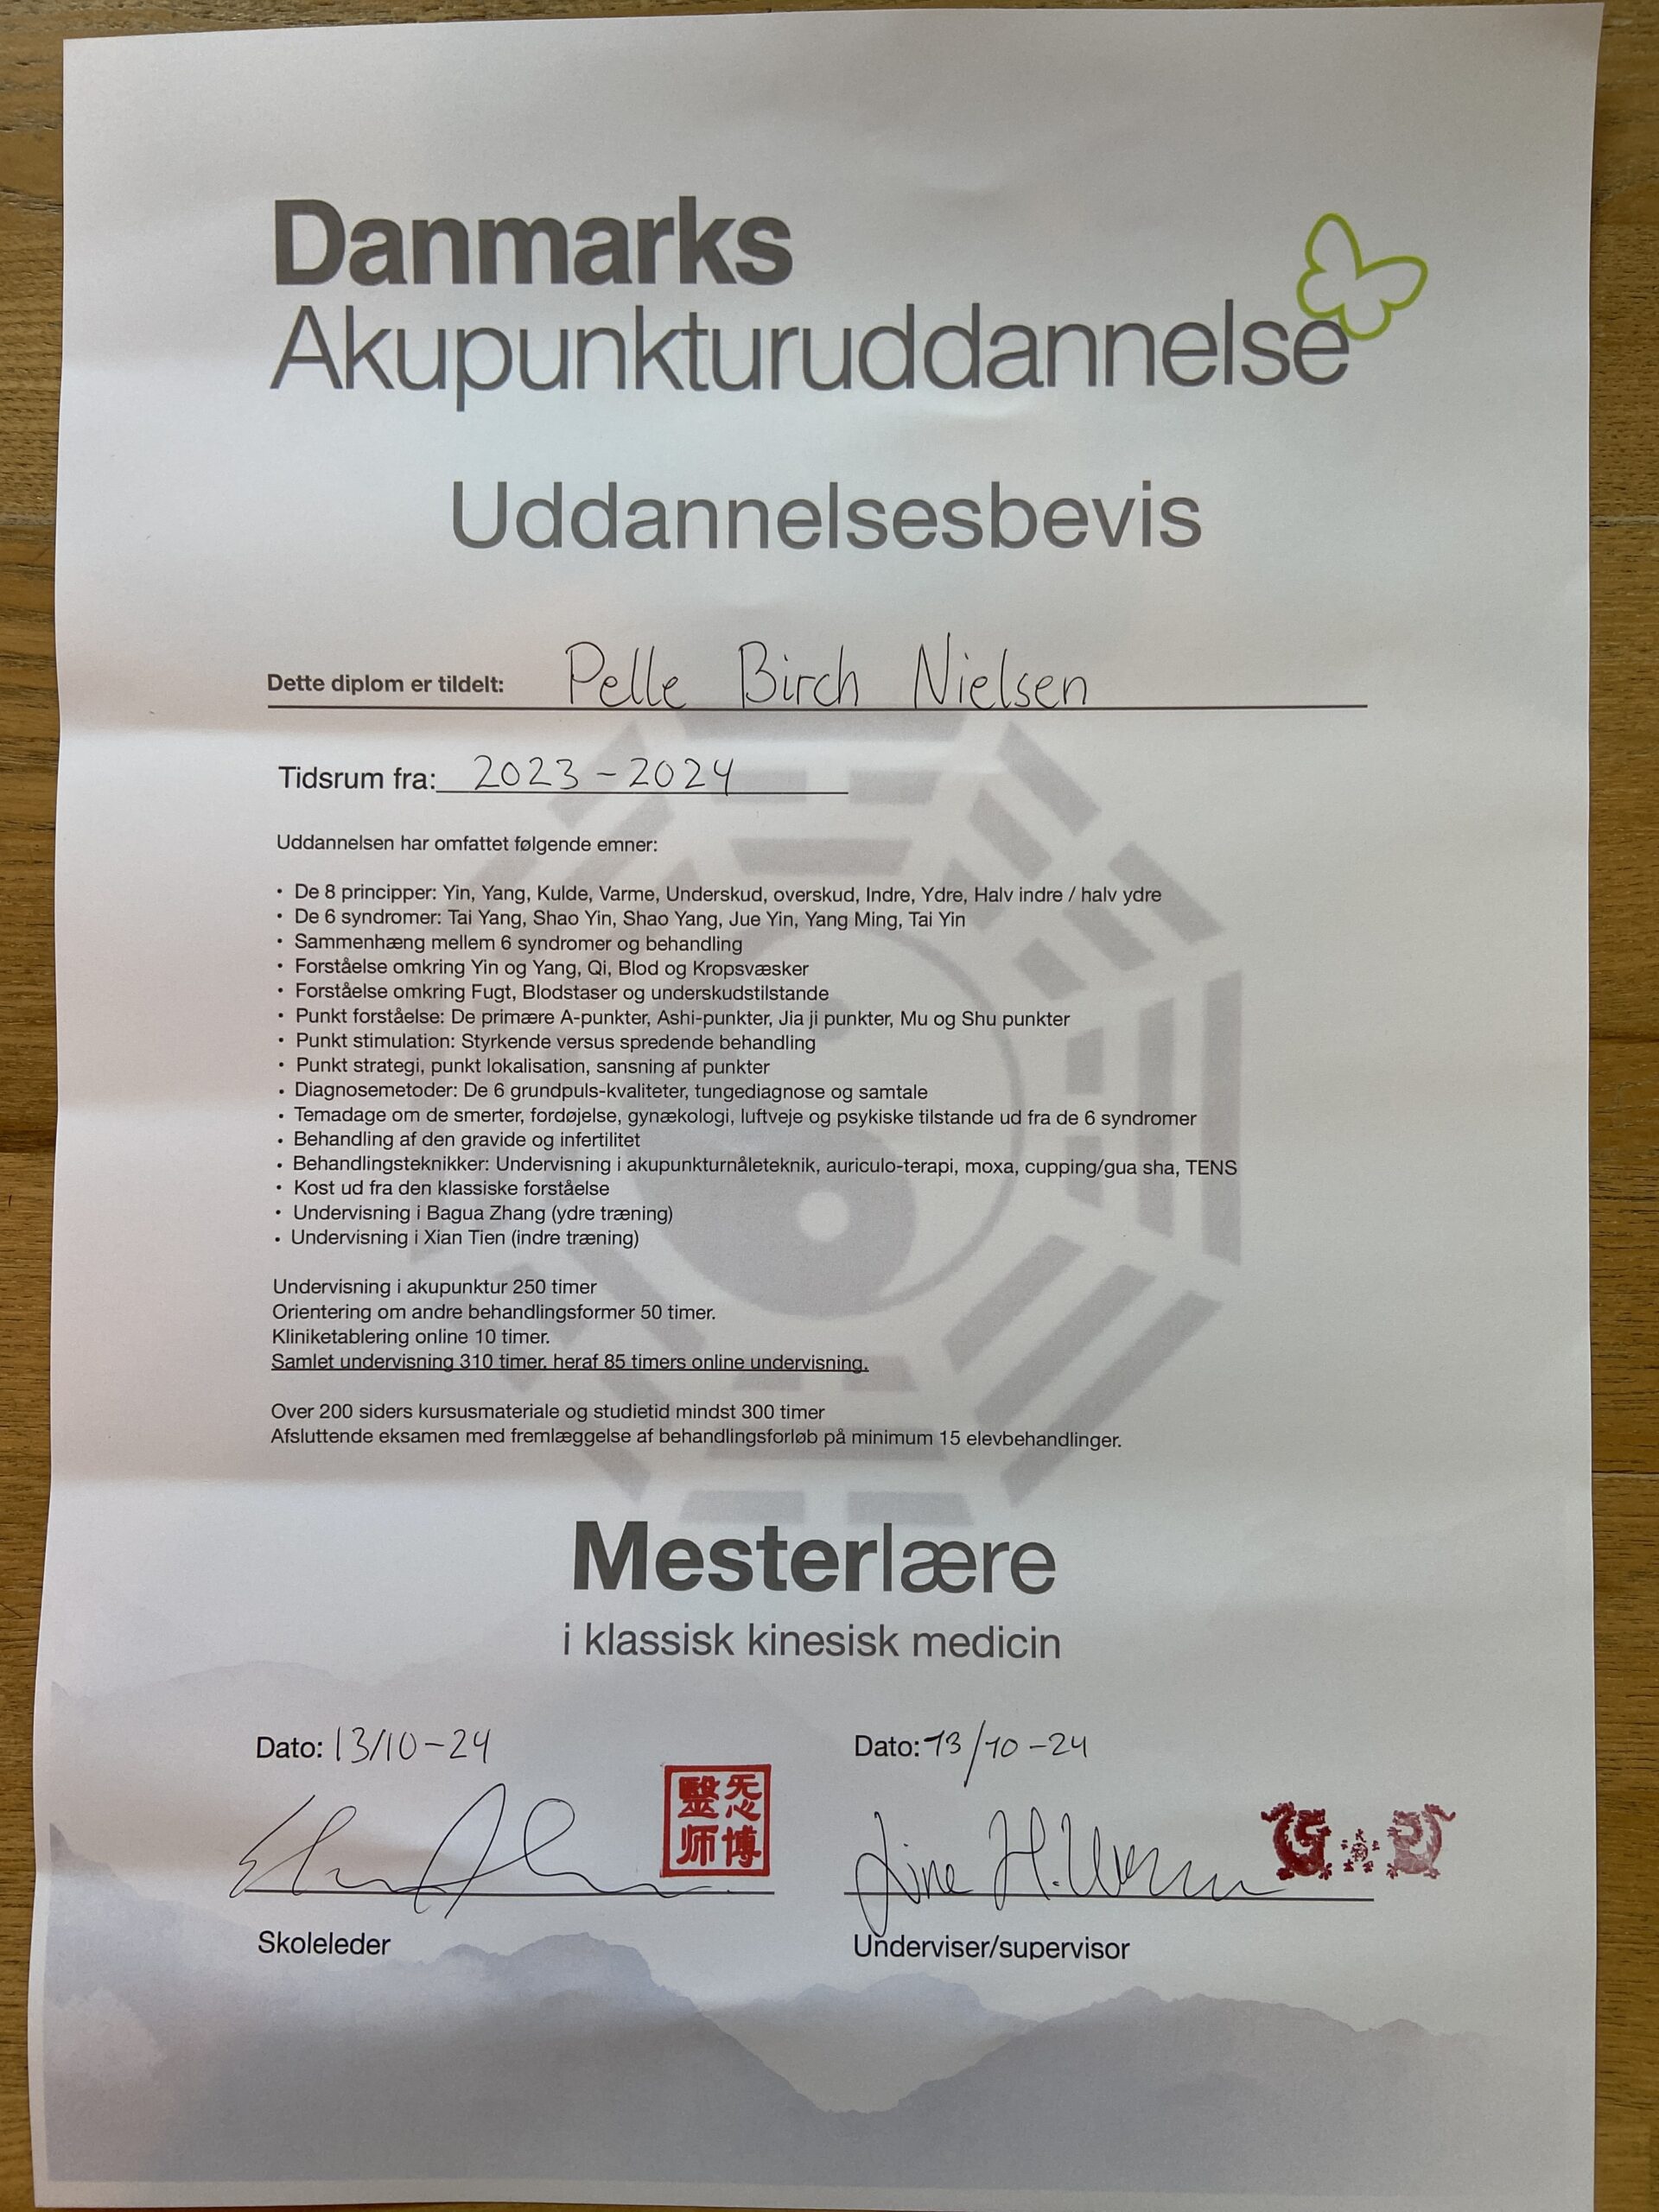 Danmarks
Akupunkturuddannelse
Uddannelsesbevis
Dette diplom er tildelt: Pelle Birch Nielsen
Tidsrum fra: 2023 - 2024
Uddannelsen har omfattet følgende emner:
• De 8 principper: Yin, Yang, Kulde, Varme, Underskud, overskud, Indre, Ydre, Halv indre / halv ydre
• De 6 syndromer: Tai Yang, Shao Yin, Shao Yang, Jue Yin, Yang Ming, Tai Yin
• Sammenhæng mellem 6 syndromer og behandling
• Forståelse omkring Yin og Yang, Qi, Blod og Kropsvæsker
• Forståelse omkring Fugt, Blodstaser og underskudstilstande
• Punkt forståelse: De primære A-punkter, Ashi-punkter, Jia ji punkter, Mu og Shu punkter
• Punkt stimulation: Styrkende versus spredende behandling
• Punkt strategi, punkt lokalisation, sansning af punkter
• Diagnosemetoder: De 6 grundpuls-kvaliteter, tungediagnose og samtale
• Temadage om de smerter, fordøjelse, gynækologi, luftveje og psykiske tilstande ud fra de 6 syndromer
• Behandling af den gravide og infertilitet
• Behandlingsteknikker: Undervisning i akupunkturnåleteknik, auriculo-terapi, moxa, cupping/gua sha, TENS
• Kost ud fra den klassiske forståelse
• Undervisning i Bagua Zhang (ydre træning)
• Undervisning i Xian Tien (indre træning)
Undervisning i akupunktur 250 timer
Orientering om andre behandlingsformer 50 timer.
Kliniketablering online 10 timer.
Samlet undervisning 310 timer. heraf 85 timers online undervisning.
Over 200 siders kursusmateriale og studietid mindst 300 timer
Afsluttende eksamen med fremlæggelse af behandlingsforløb på minimum 15 elevbehandlinger.
Mesterlære
i klassisk kinesisk medicin
Dato: 13/10-24
Dato: 13/10-24
醫师
博
Line H.
Skoleleder
Underviser/supervisor